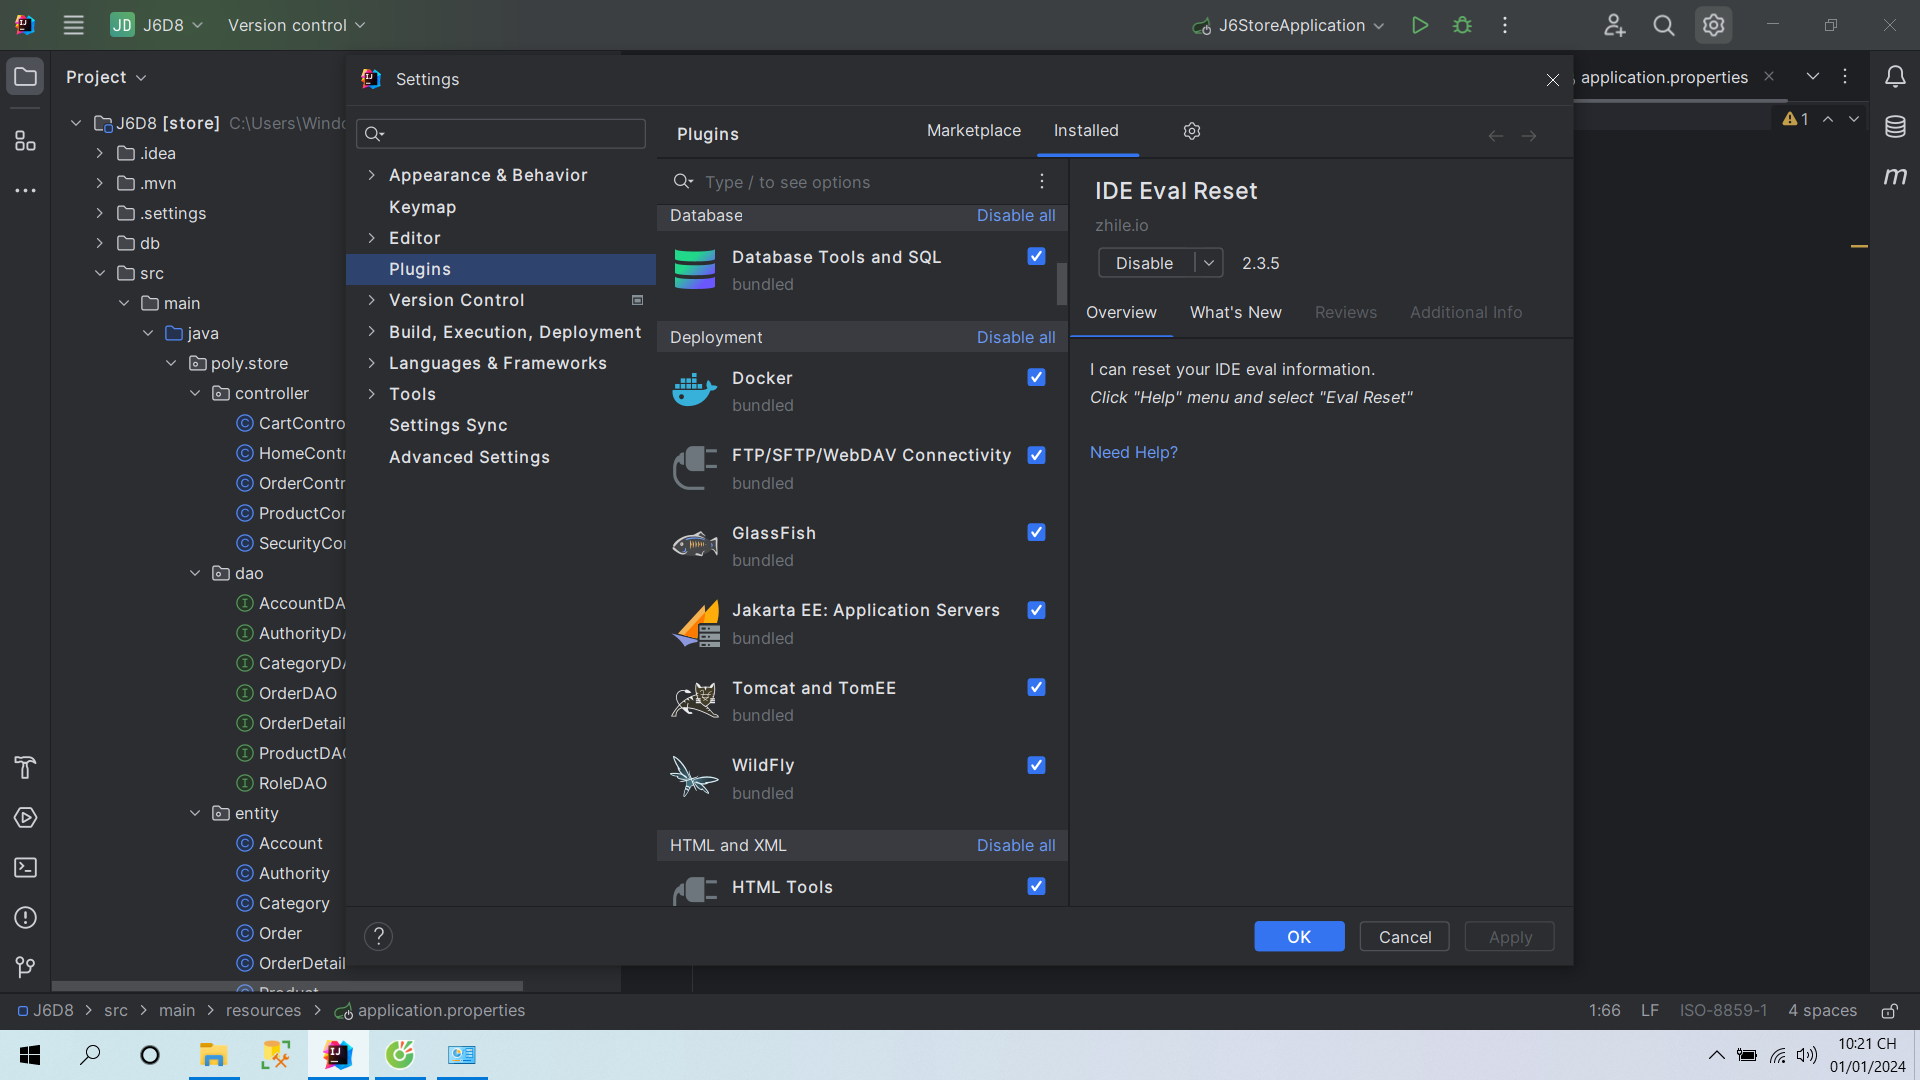 JD J6D8
Version control
J6StoreApplication
Project
Settings
application.properties
J6D8 [store] C:\Users\Windo
.idea
.mvn
.settings
db
src
main
java
poly.store
controller
CartContro
HomeContr
OrderContr
ProductCon
SecurityCon
dao
AccountDA
AuthorityDA
CategoryDA
OrderDAO
OrderDetail
ProductDAO
RoleDAO
entity
Account
Authority
Category
Order
OrderDetail
Product
Appearance & Behavior
Keymap
Editor
Plugins
Version Control
Build, Execution, Deployment
Languages & Frameworks
Tools
Settings Sync
Advanced Settings
Plugins
Marketplace
Installed
Type / to see options
Database
Disable all
Database Tools and SQL
bundled
Deployment
Disable all
Docker
bundled
FTP/SFTP/WebDAV Connectivity
bundled
GlassFish
bundled
Jakarta EE: Application Servers
bundled
Tomcat and TomEE
bundled
WildFly
bundled
HTML and XML
Disable all
HTML Tools
IDE Eval Reset
zhile.io
Disable
2.3.5
Overview
What's New
Reviews
Additional Info
I can reset your IDE eval information.
Click "Help" menu and select "Eval Reset"
Need Help?
1
m
?
OK
Cancel
Apply
J6D8 > src > main > resources > application.properties
1:66
LF
ISO-8859-1
4 spaces
10:21 CH
01/01/2024